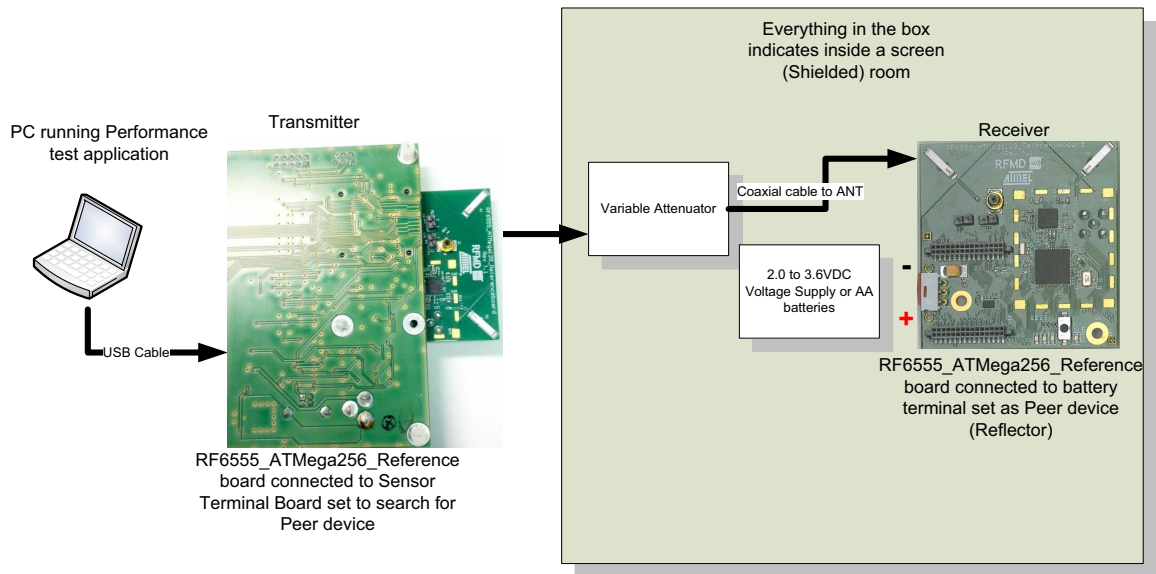 Everything in the box
indicates inside a screen
(Shielded) room
PC running Performance
test application
Transmitter
Receiver
Variable Attenuator
Coaxial cable to ANT
2.0 to 3.6VDC
Voltage Supply or AA
batteries
-
+
USB Cable
RFMD
ATMEL
RFMD
ATMEL
RF6555_ATMega256_Reference
board connected to Sensor
Terminal Board set to search for
Peer device
RF6555_ATMega256_Reference
board connected to battery
terminal set as Peer device
(Reflector)